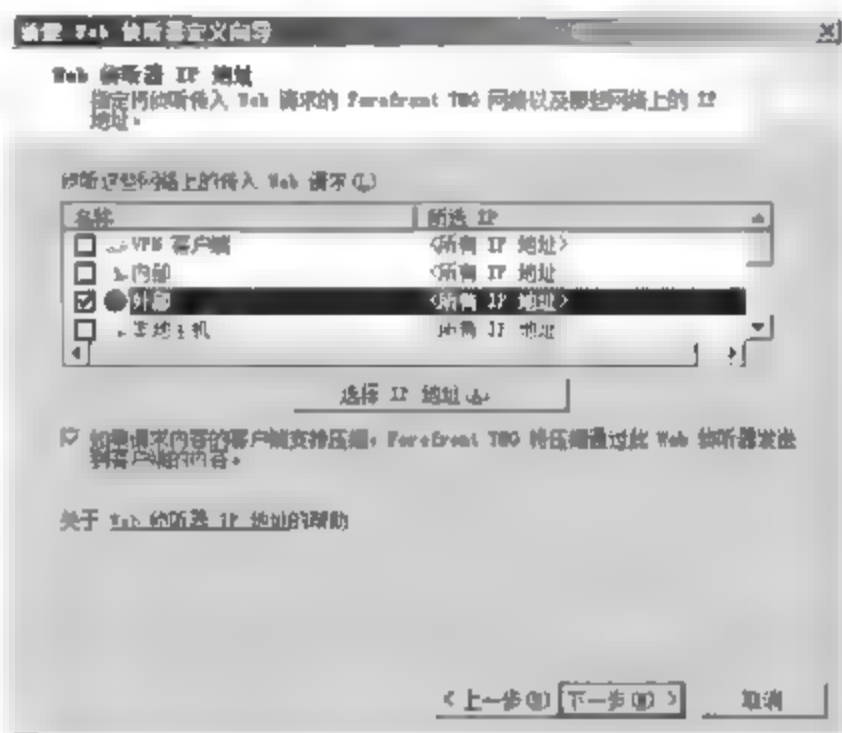 新建 Web 侦听器定义向导
Web 侦听器 IP 地址
指定将侦听传入 Web 请求的 Forefront TMG 网络以及那些网络上的 IP
地址。
侦听这些网络上的传入 Web 请求(L)
名称 所选 IP
VPN 客户端 <所有 IP 地址>
内部 <所有 IP 地址
外部 <所有 IP 地址>
本地主机 所有 IP 地址
选择 IP 地址
如果请求内容的客户端支持压缩，Forefront TMG 将压缩通过此 Web 侦听器发送
到客户端的内容。
关于 Web 侦听器 IP 地址的帮助
< 上一步(B) 下一步(N) > 取消